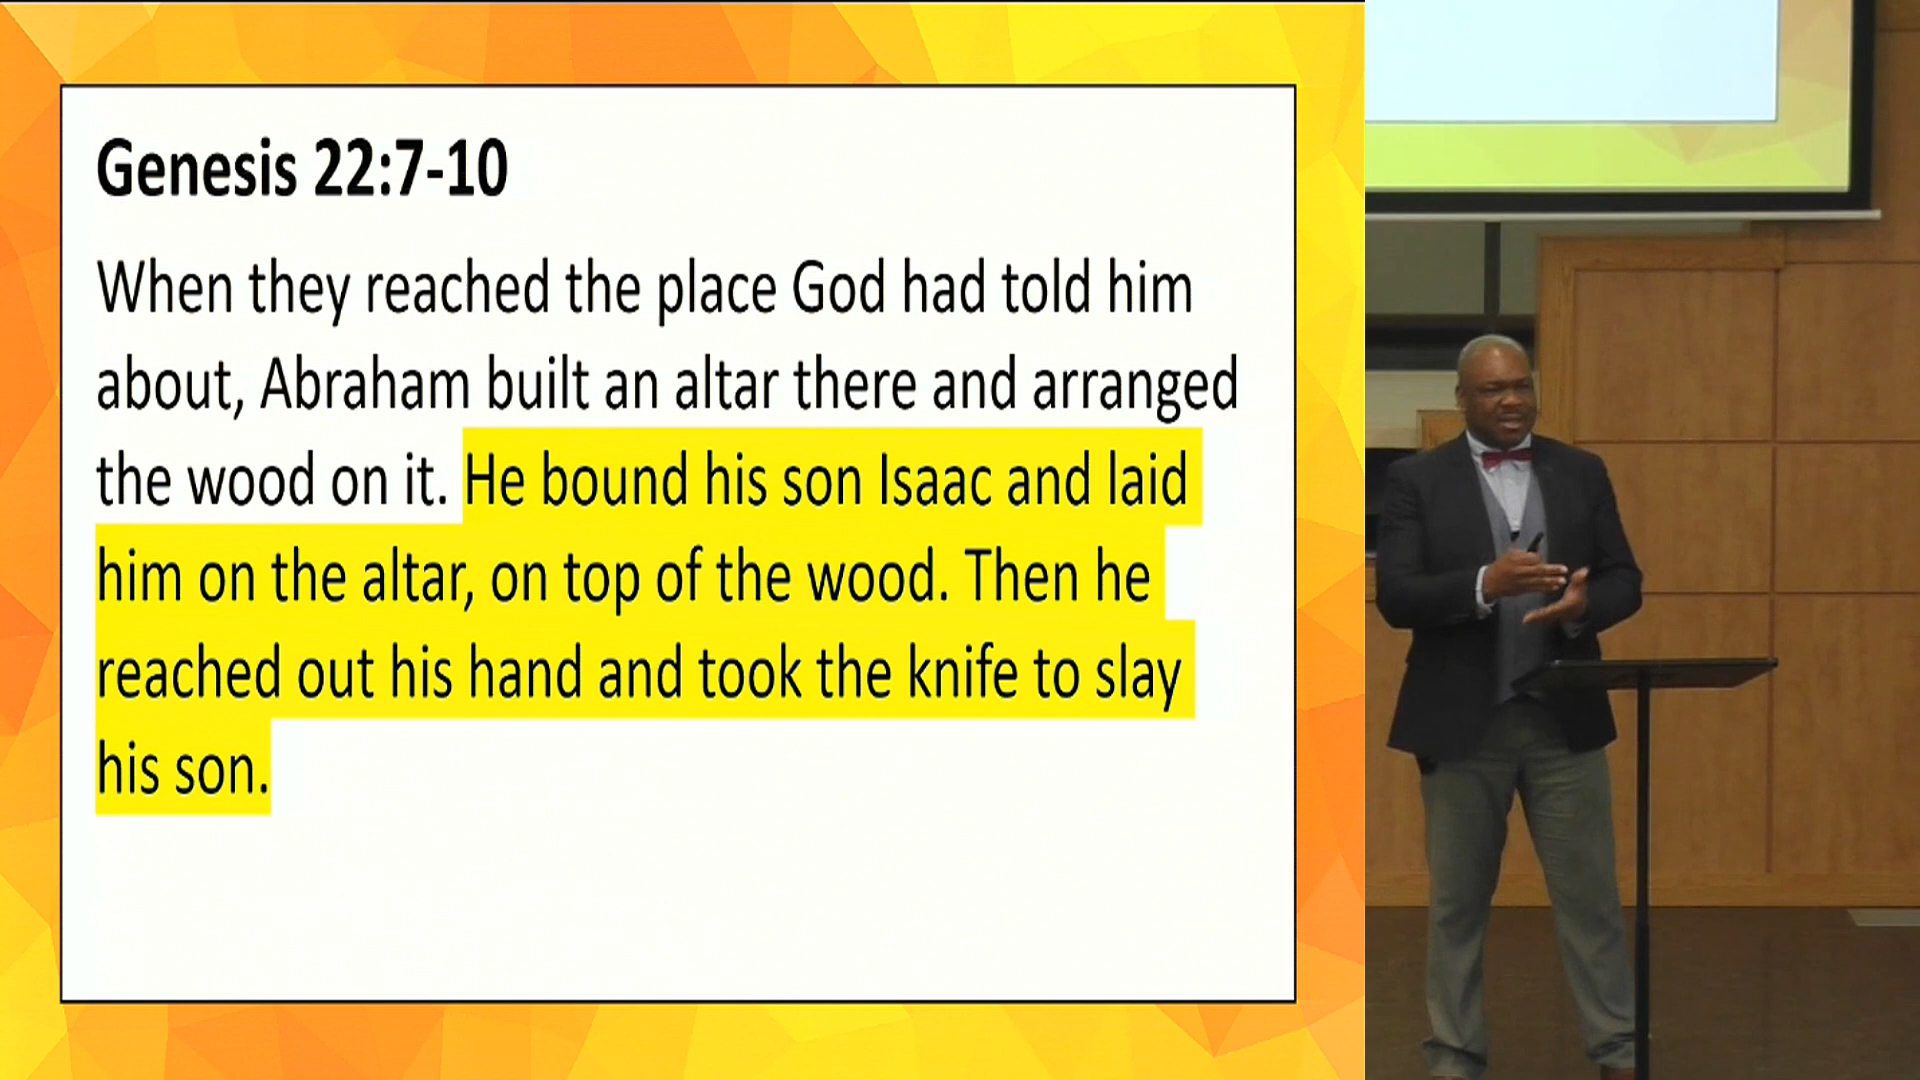 Genesis 22:7-10
When they reached the place God had told him
about, Abraham built an altar there and arranged
the wood on it. He bound his son Isaac and laid
him on the altar, on top of the wood. Then he
reached out his hand and took the knife to slay
his son.